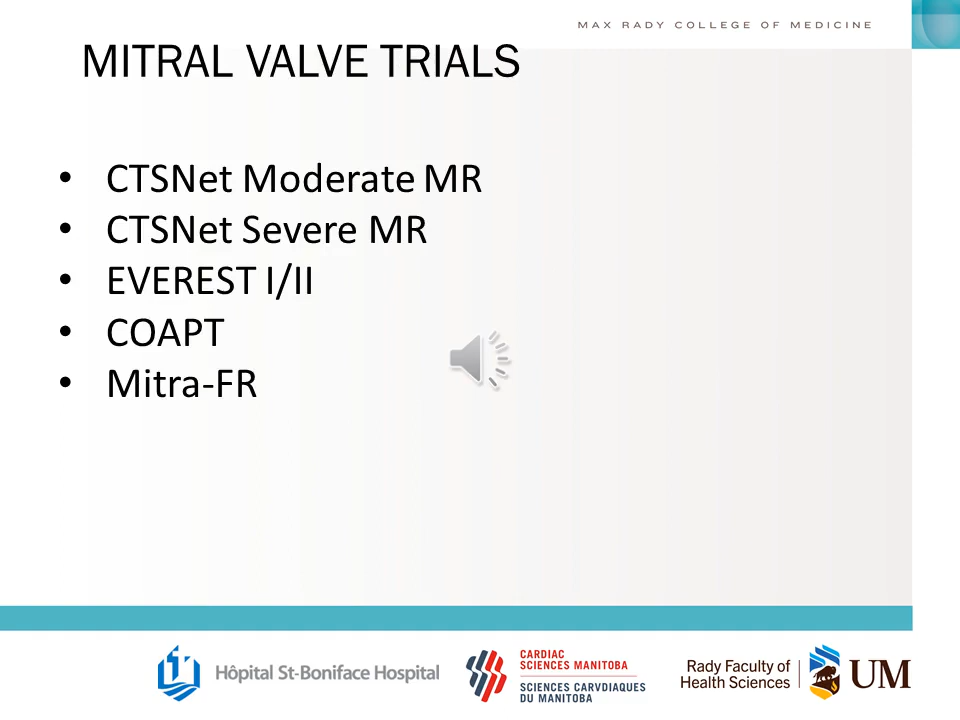 MAX RADY COLLEGE OF MEDICINE
MITRAL VALVE TRIALS
• CTSNet Moderate MR
• CTSNet Severe MR
• EVEREST I/II
• COAPT
• Mitra-FR
Hôpital St-Boniface Hospital
CARDIAC
SCIENCES MANITOBA
SCIENCES CARVDIAQUES
DU MANITOBA
Rady Faculty of
Health Sciences
UM